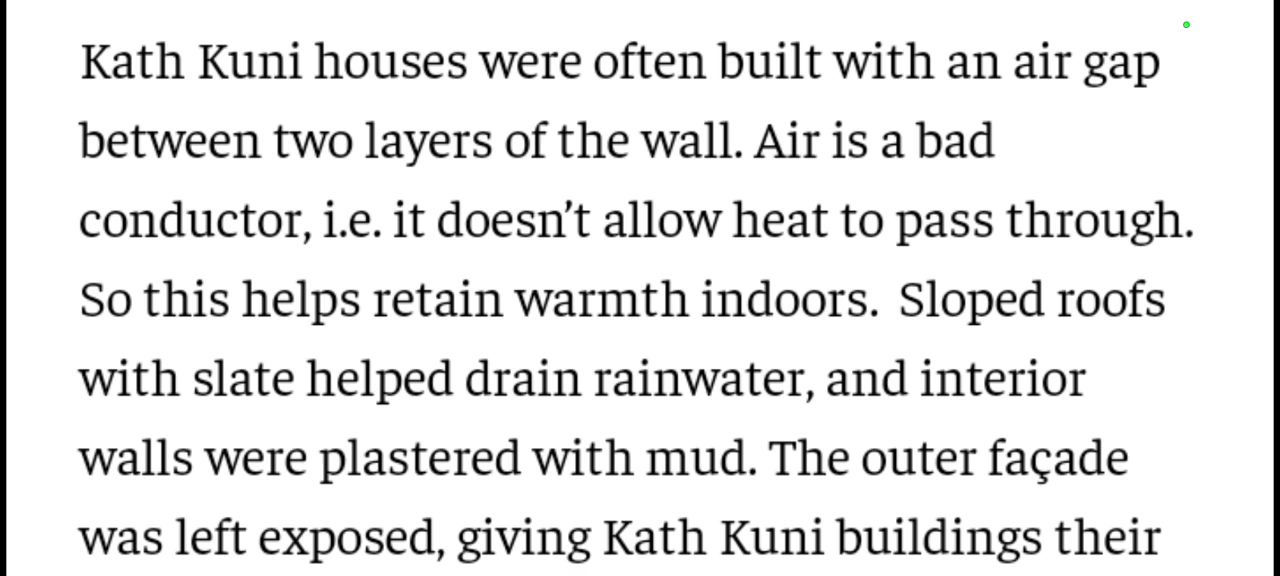 Kath Kuni houses were often built with an air gap
between two layers of the wall. Air is a bad
conductor, i.e. it doesn’t allow heat to pass through.
So this helps retain warmth indoors.  Sloped roofs
with slate helped drain rainwater, and interior
walls were plastered with mud. The outer façade
was left exposed, giving Kath Kuni buildings their